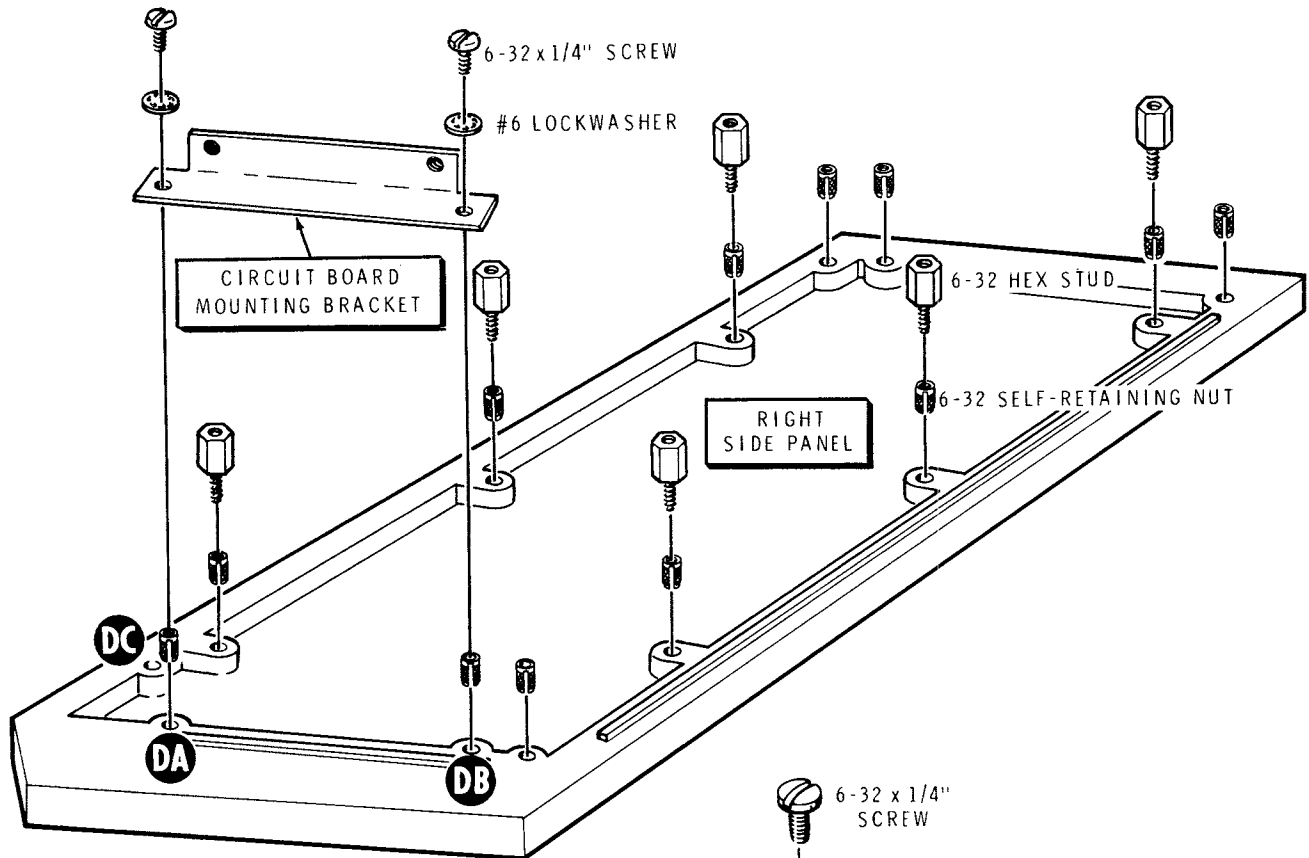 6-32 x 1/4" SCREW
#6 LOCKWASHER
CIRCUIT BOARD
MOUNTING BRACKET
6-32 HEX STUD
6-32 SELF-RETAINING NUT
RIGHT
SIDE PANEL
DC
DA
DB
6-32 x 1/4"
SCREW